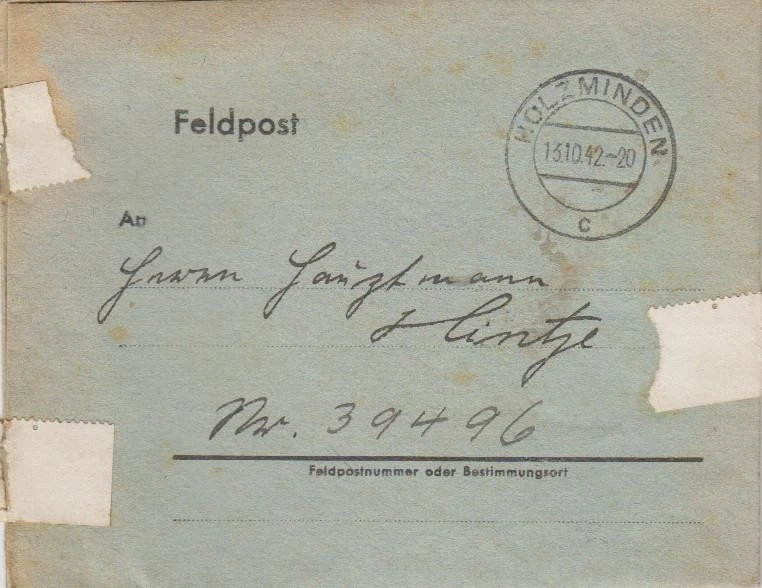 Feldpost
HOLZMINDEN
13.10.42.-20
c
An
Herrn Hauptmann
Hintze
Nr. 39496
Feldpostnummer oder Bestimmungsort